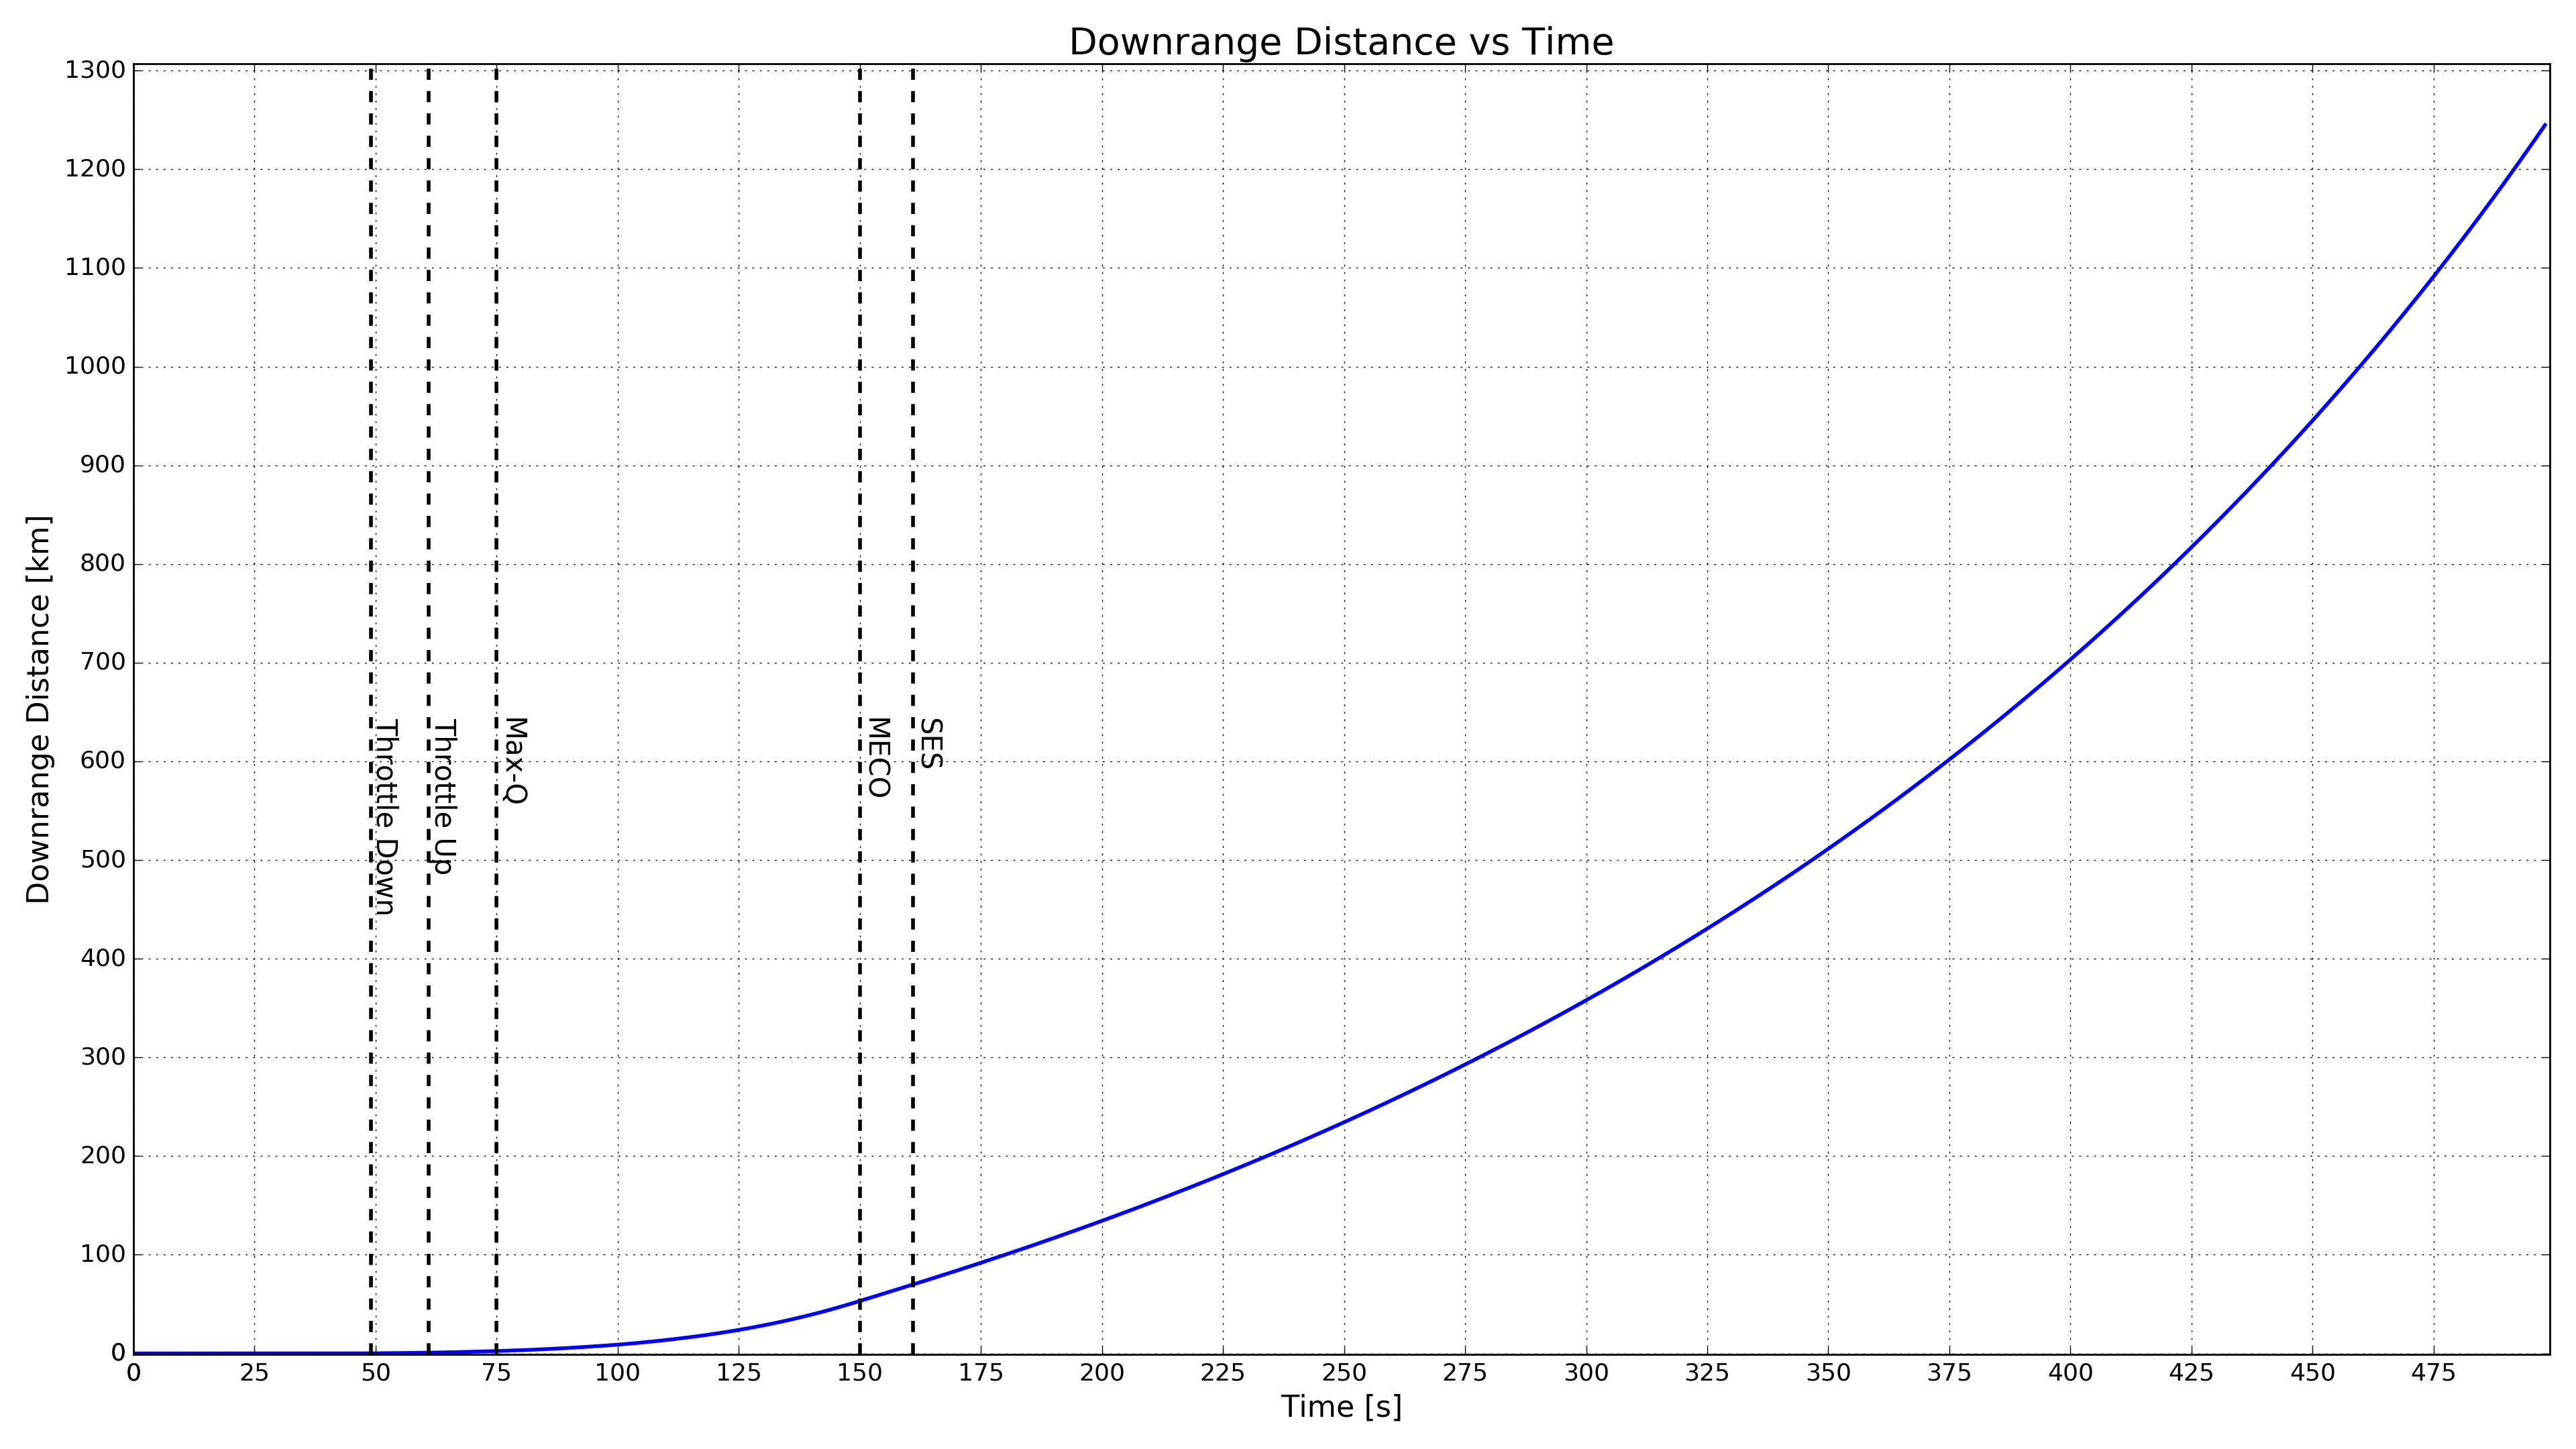 Downrange Distance vs Time
Downrange Distance [km]
1300
1200
1100
1000
900
800
700
600
500
400
300
200
100
0
Throttle Down
Throttle Up
Max-Q
MECO
SES
0 25 50 75 100 125 150 175 200 225 250 275 300 325 350 375 400 425 450 475
Time [s]